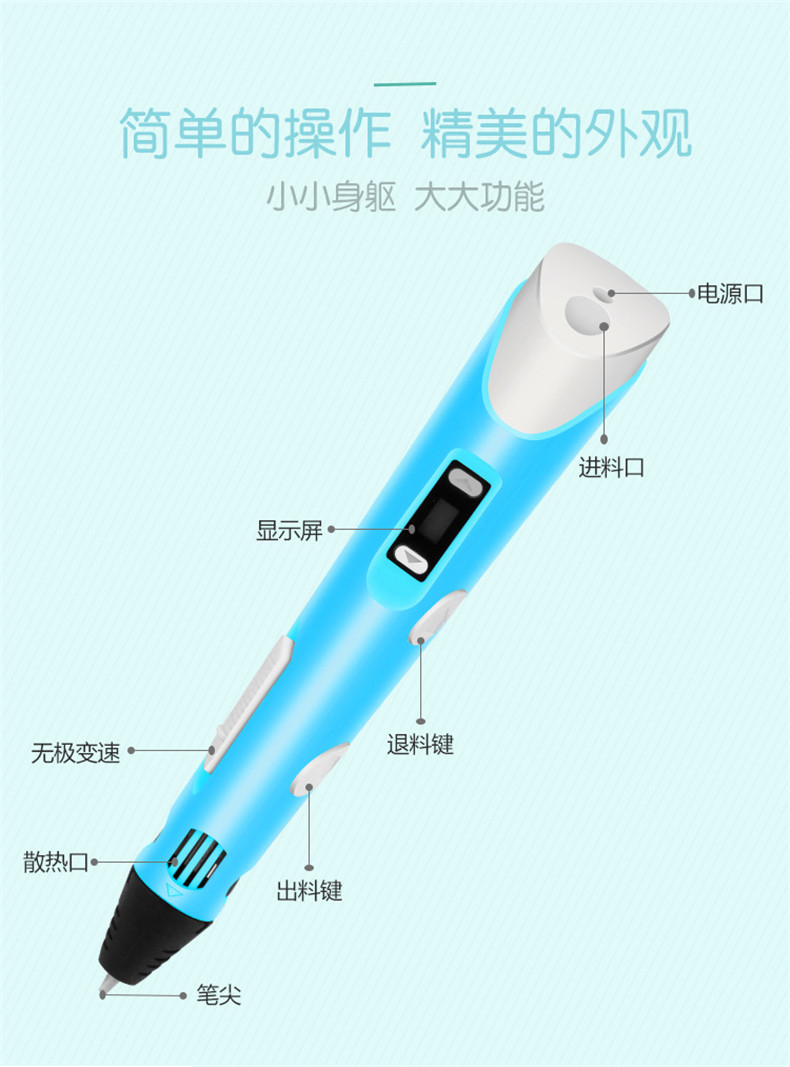 简单的操作 精美的外观
小小身躯 大大功能
电源口
进料口
显示屏
退料键
无极变速
散热口
出料键
笔尖